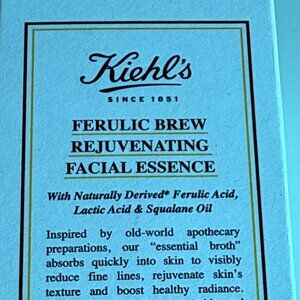 Kiehl's
SINCE 1851
FERULIC BREW
REJUVENATING
FACIAL ESSENCE
With Naturally Derived* Ferulic Acid,
Lactic Acid & Squalane Oil
Inspired by old-world apothecary
preparations, our "essential broth"
absorbs quickly into skin to visibly
reduce fine lines, rejuvenate skin's
texture and boost healthy radiance.